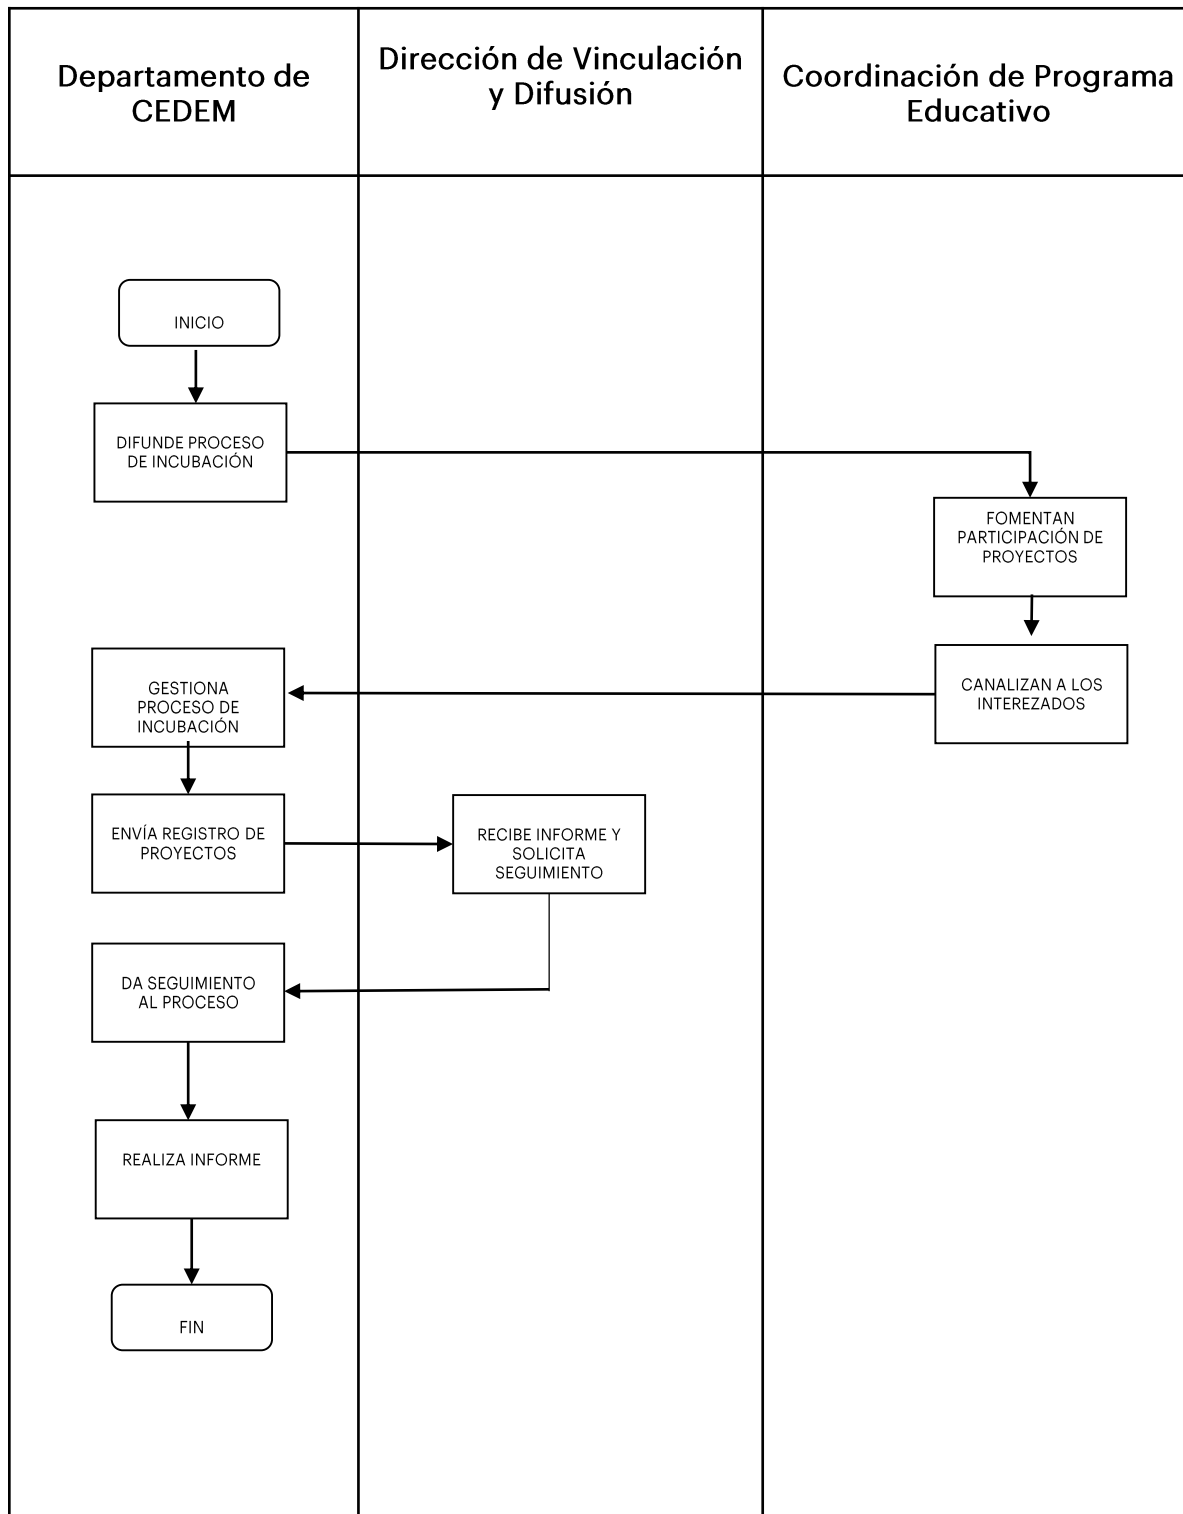 Departamento de
CEDEM
Dirección de Vinculación
y Difusión
Coordinación de Programa
Educativo
INICIO
DIFUNDE PROCESO
DE INCUBACIÓN
FOMENTAN
PARTICIPACIÓN DE
PROYECTOS
CANALIZAN A LOS
INTEREZADOS
GESTIONA
PROCESO DE
INCUBACIÓN
ENVÍA REGISTRO DE
PROYECTOS
RECIBE INFORME Y
SOLICITA
SEGUIMIENTO
DA SEGUIMIENTO
AL PROCESO
REALIZA INFORME
FIN